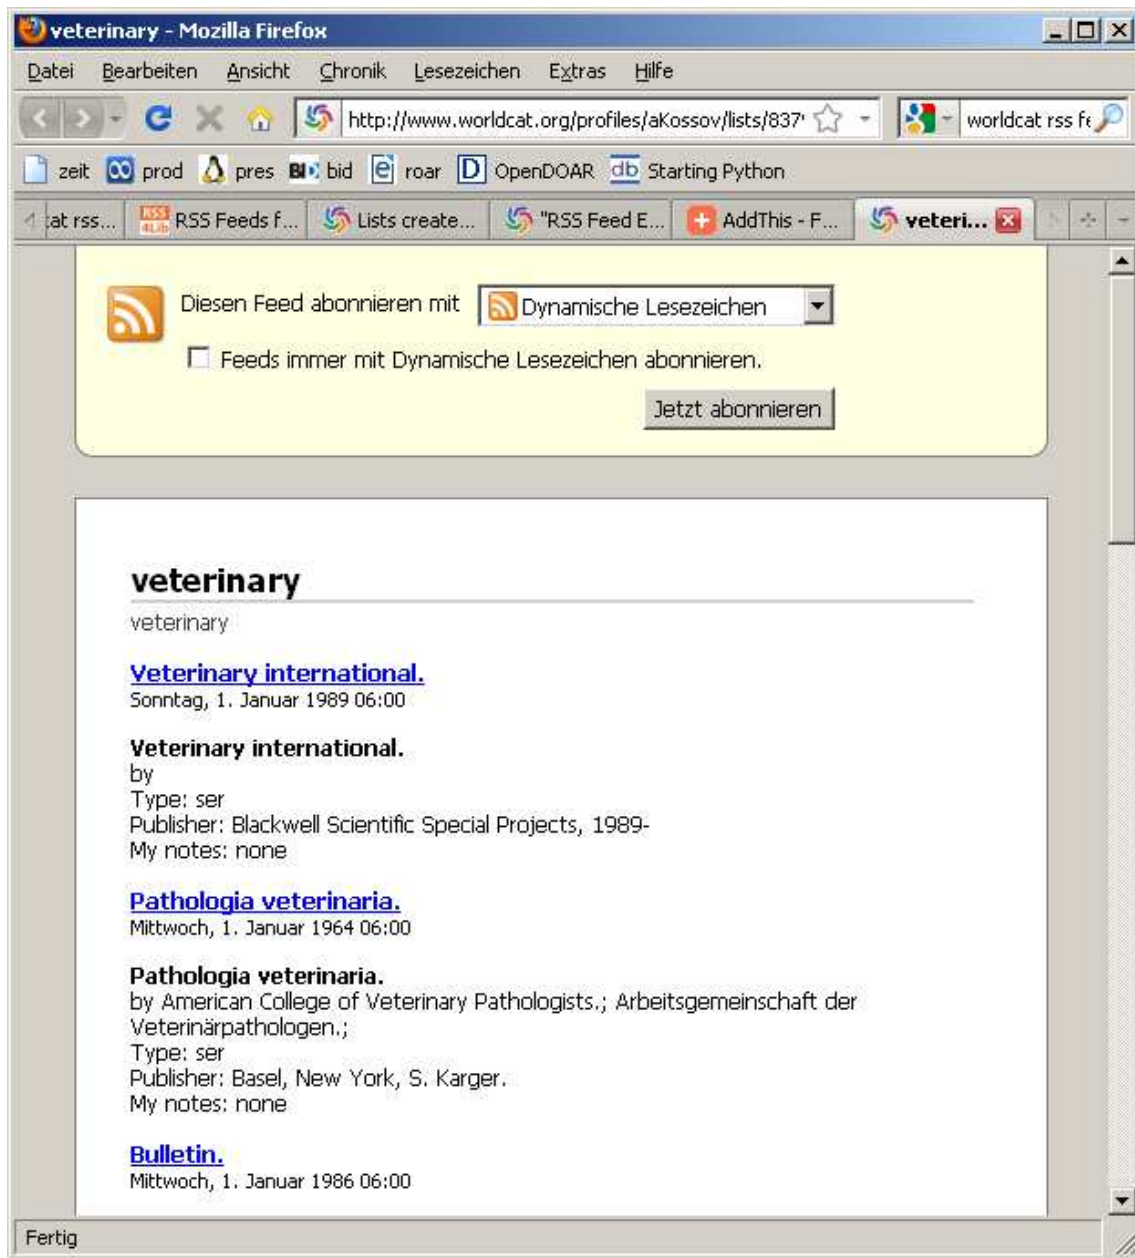 veterinary - Mozilla Firefox
Datei Bearbeiten Ansicht Chronik Lesezeichen Extras Hilfe
http://www.worldcat.org/profiles/aKossov/lists/837 worldcat rss fe
zeit prod pres BI bid roar OpenDOAR db Starting Python
cat rss... RSS Feeds f... Lists create... "RSS Feed E... AddThis - F... veteri...
Diesen Feed abonnieren mit Dynamische Lesezeichen
Feeds immer mit Dynamische Lesezeichen abonnieren.
Jetzt abonnieren
veterinary
veterinary
Veterinary international.
Sonntag, 1. Januar 1989 06:00
Veterinary international.
by
Type: ser
Publisher: Blackwell Scientific Special Projects, 1989-
My notes: none
Pathologia veterinaria.
Mittwoch, 1. Januar 1964 06:00
Pathologia veterinaria.
by American College of Veterinary Pathologists.; Arbeitsgemeinschaft der
Veterinärpathologen.;
Type: ser
Publisher: Basel, New York, S. Karger.
My notes: none
Bulletin.
Mittwoch, 1. Januar 1986 06:00
Fertig